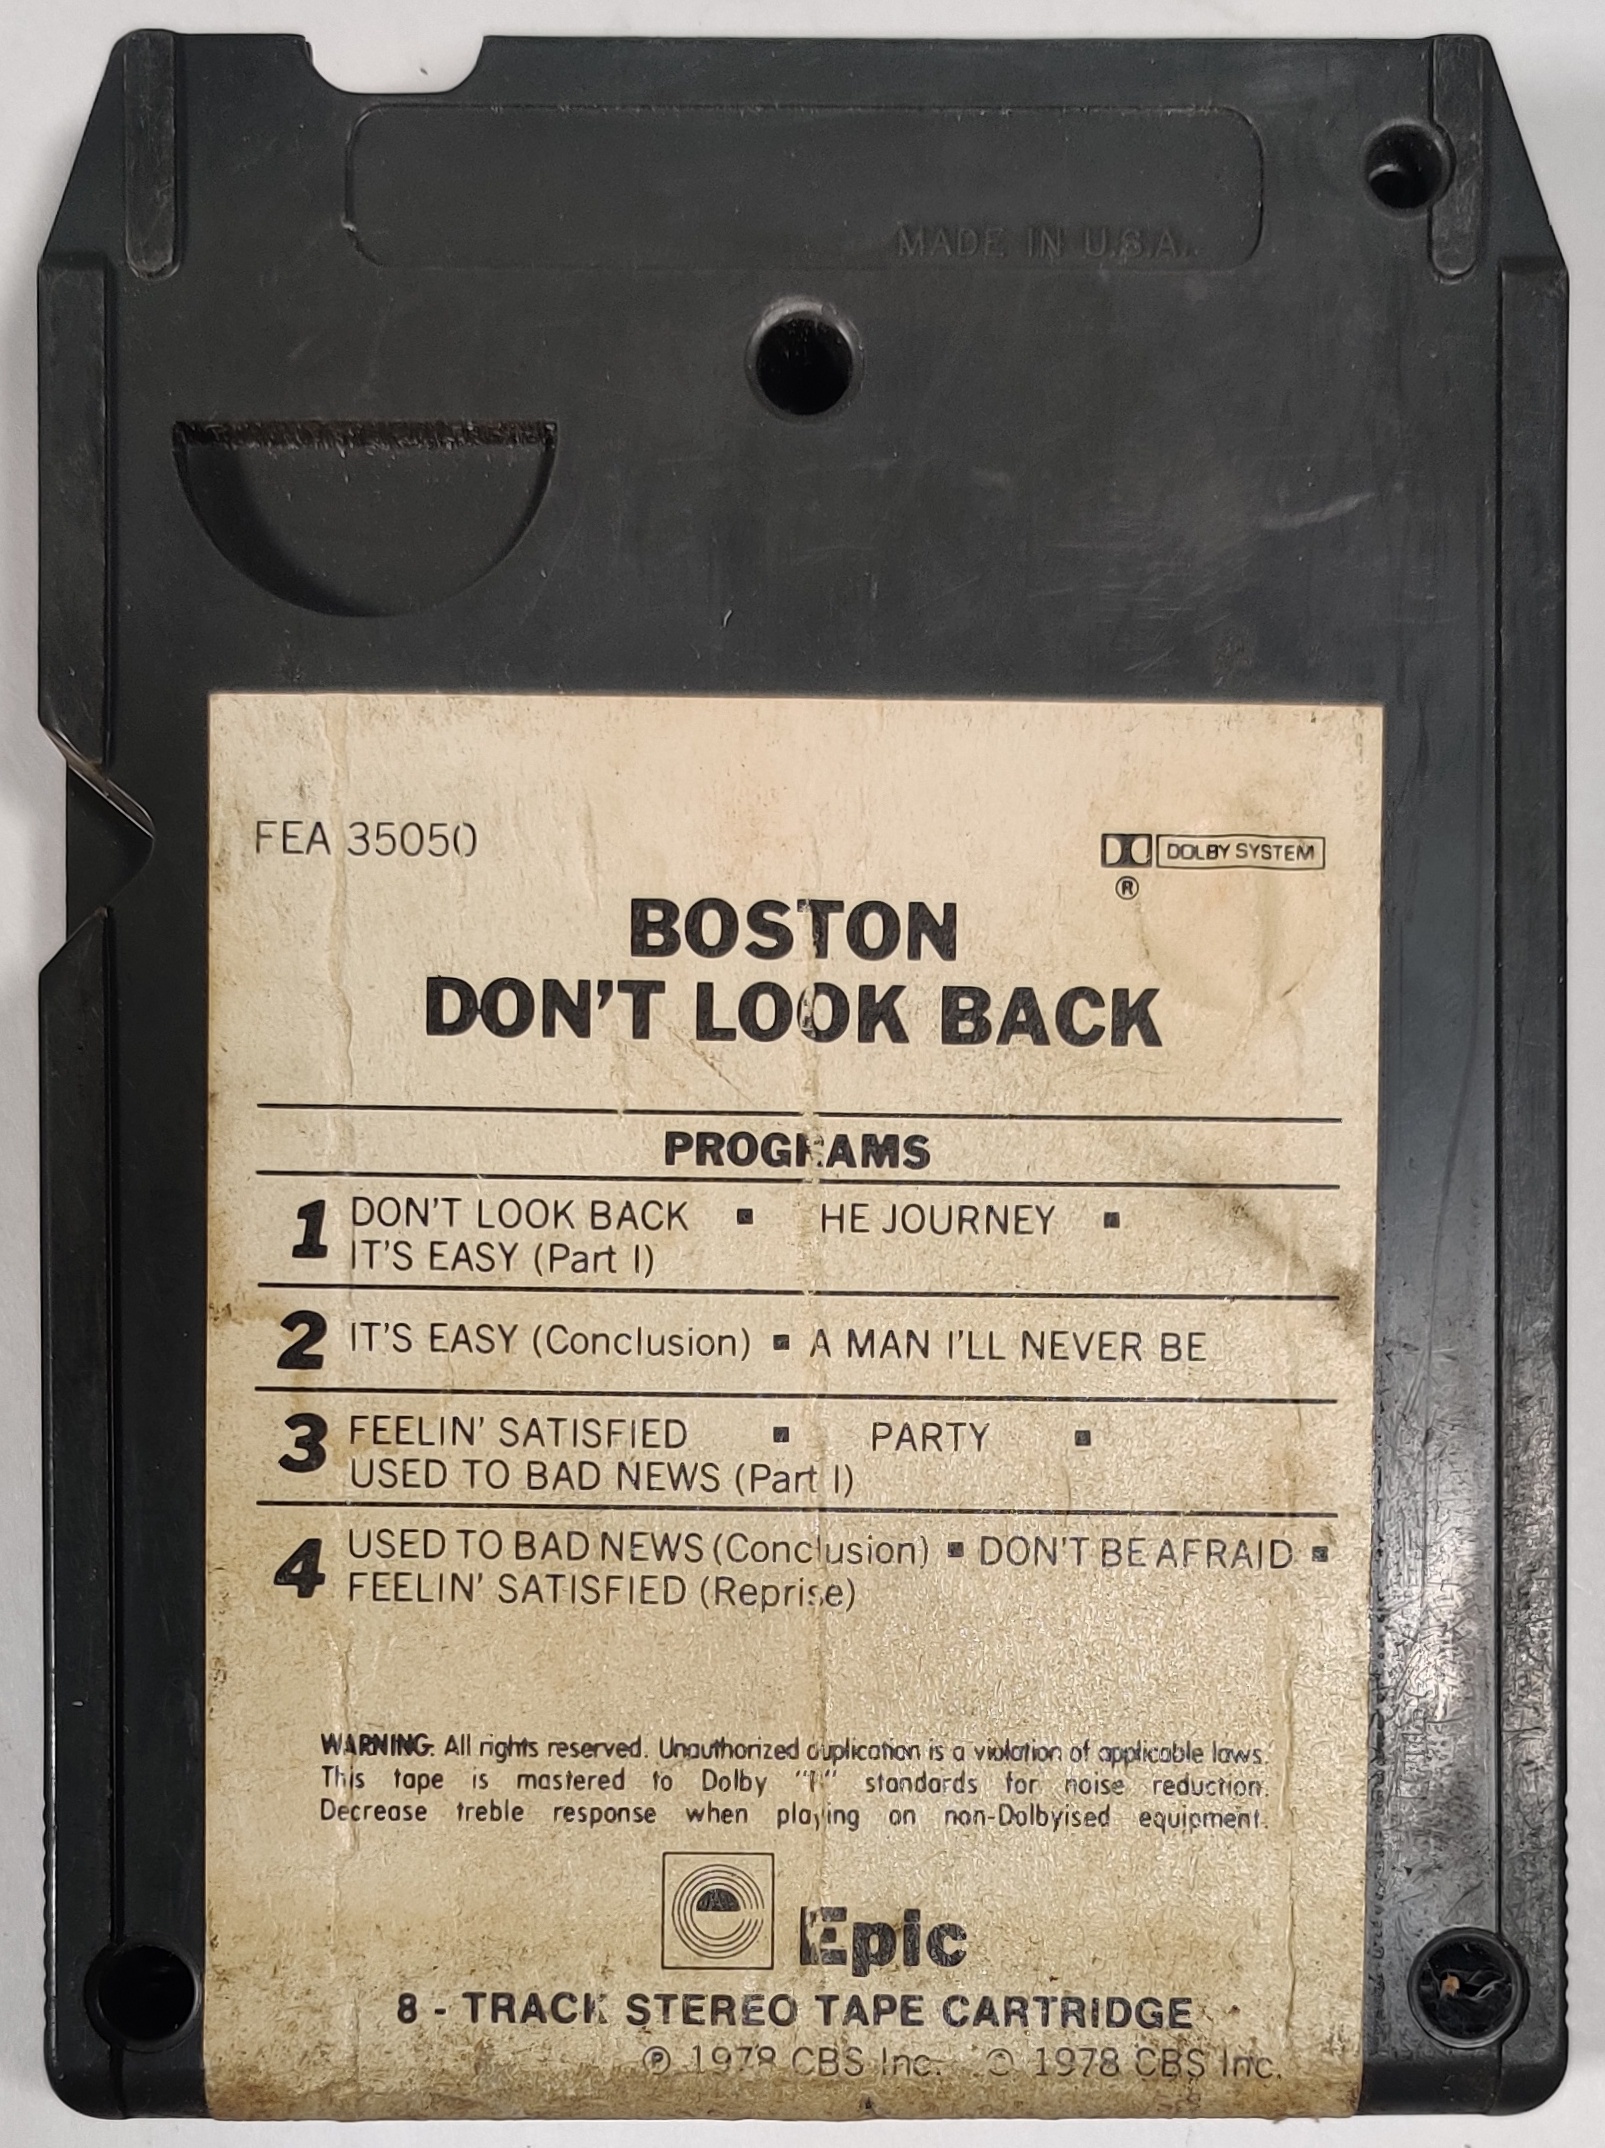 MADE IN U.S.A.
FEA 35050
DOLBY SYSTEM
®
BOSTON
DON'T LOOK BACK
PROGRAMS
1 DON'T LOOK BACK ▪ HE JOURNEY ▪
IT'S EASY (Part I)
2 IT'S EASY (Conclusion) ▪ A MAN I'LL NEVER BE
3 FEELIN' SATISFIED ▪ PARTY ▪
USED TO BAD NEWS (Part I)
4 USED TO BAD NEWS (Conclusion) ▪ DON'T BE AFRAID ▪
FEELIN' SATISFIED (Reprise)
WARNING: All rights reserved. Unauthorized duplication is a violation of applicable laws.
This tape is mastered to Dolby standards for noise reduction.
Decrease treble response when playing on non-Dolbyised equipment.
Epic
8 - TRACK STEREO TAPE CARTRIDGE
℗ 1978 CBS Inc. © 1978 CBS Inc.